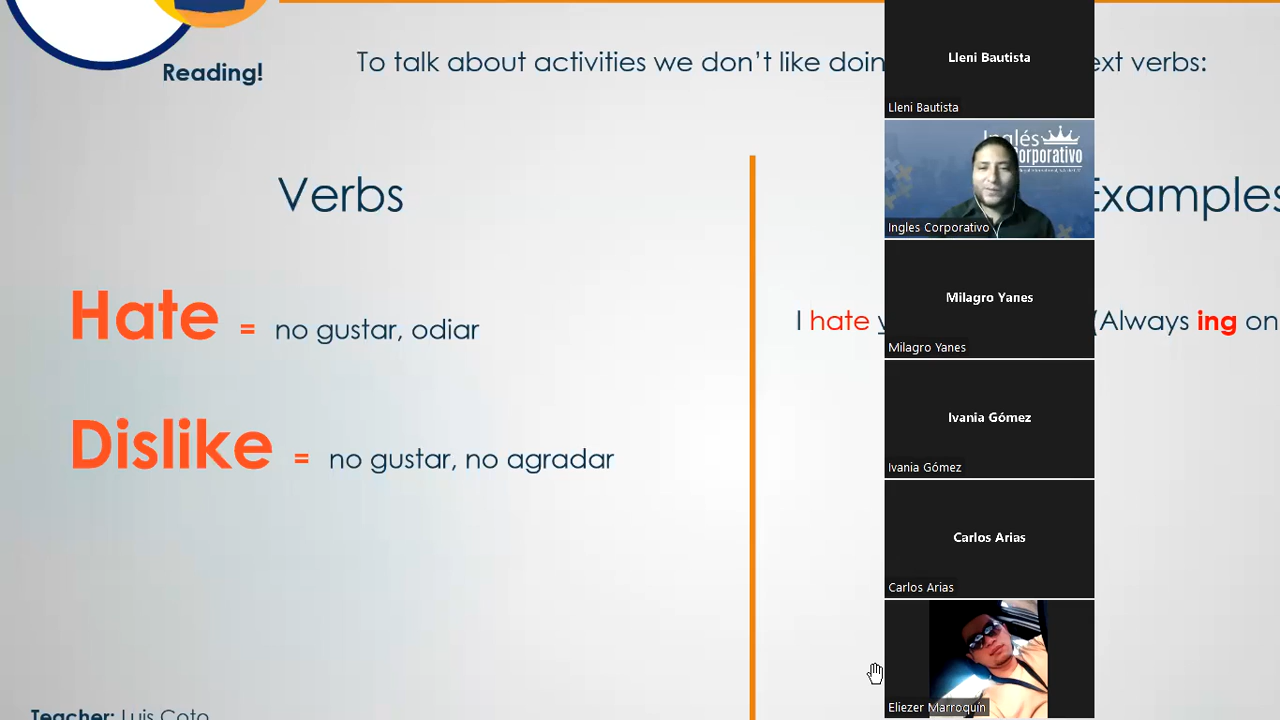 Reading!
To talk about activities we don't like doin
ext verbs:
Verbs
Examples
Hate = no gustar, odiar
I hate
(Always ing on
Dislike = no gustar, no agradar
Teacher: Luis Coto
Lleni Bautista
Lleni Bautista
Inglés
Corporativo
Ingles Corporativo
Milagro Yanes
Milagro Yanes
Ivania Gómez
Ivania Gómez
Carlos Arias
Carlos Arias
Eliezer Marroquín